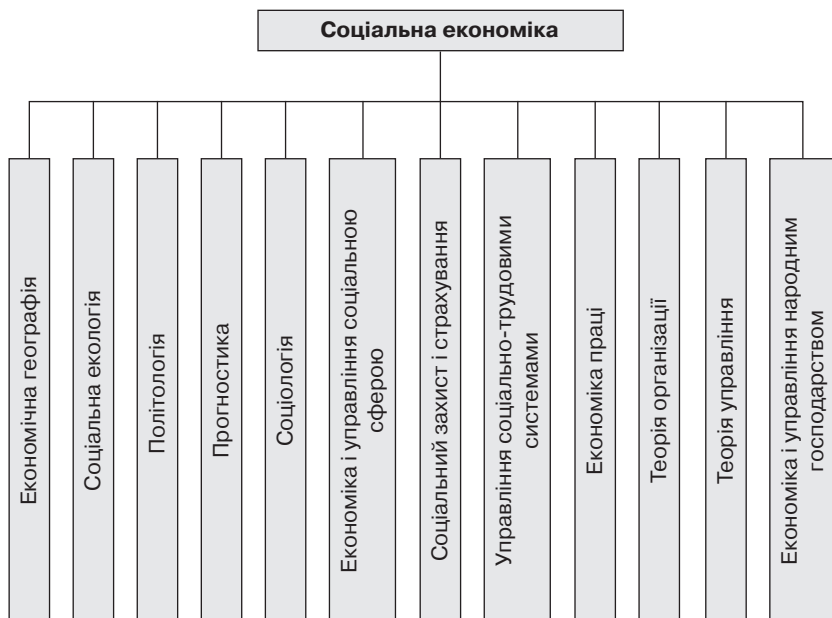 Соціальна економіка
Економічна географія
Соціальна екологія
Політологія
Прогностика
Соціологія
Економіка і управління соціальною
сферою
Соціальний захист і страхування
Управління соціально-трудовими
системами
Економіка праці
Теорія організації
Теорія управління
Економіка і управління народним
господарством